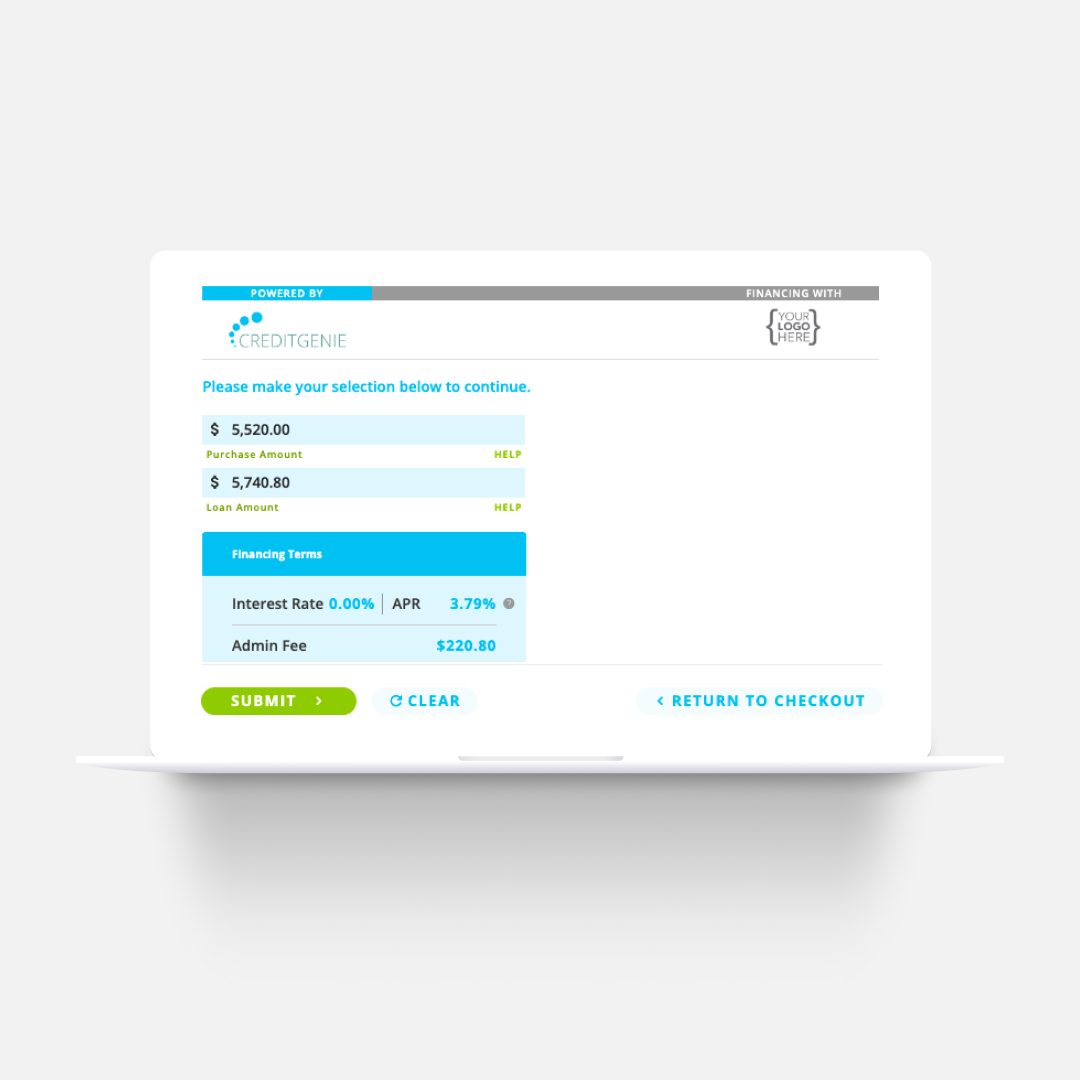 POWERED BY FINANCING WITH
CREDITGENIE
{YOUR
LOGO
HERE}
Please make your selection below to continue.
$ 5,520.00
Purchase Amount HELP
$ 5,740.80
Loan Amount HELP
Financing Terms
Interest Rate 0.00% | APR 3.79% ?
Admin Fee $220.80
SUBMIT > CLEAR < RETURN TO CHECKOUT